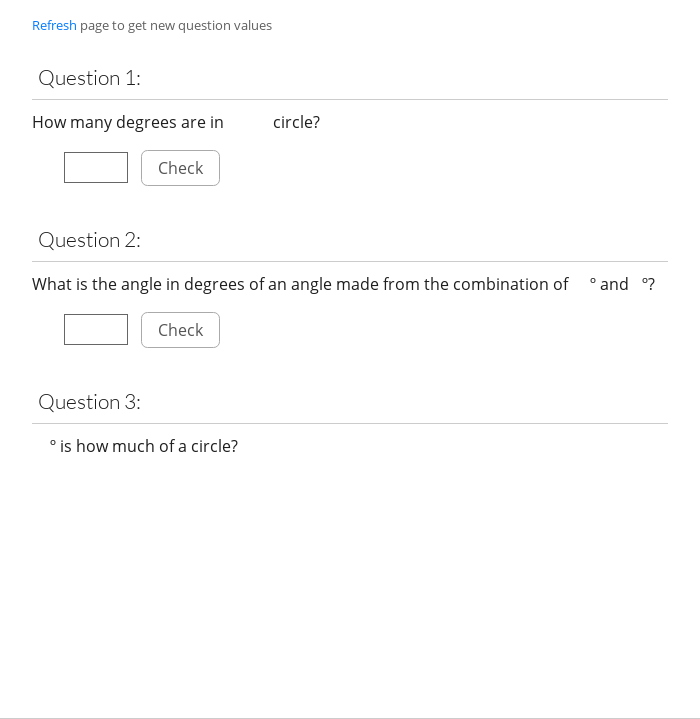 Refresh page to get new question values
Question 1:
How many degrees are in circle?
Check
Question 2:
What is the angle in degrees of an angle made from the combination of º and º?
Check
Question 3:
º is how much of a circle?